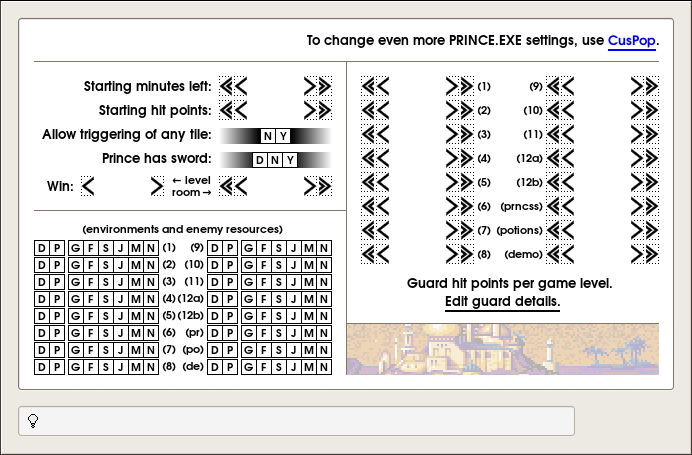 To change even more PRINCE.EXE settings, use CusPop.
Starting minutes left:
Starting hit points:
Allow triggering of any tile: N Y
Prince has sword: D N Y
Win: ← level
room →
(environments and enemy resources)
D P G F S J M N (1) (9) D P G F S J M N
D P G F S J M N (2) (10) D P G F S J M N
D P G F S J M N (3) (11) D P G F S J M N
D P G F S J M N (4) (12a) D P G F S J M N
D P G F S J M N (5) (12b) D P G F S J M N
D P G F S J M N (6) (pr) D P G F S J M N
D P G F S J M N (7) (po) D P G F S J M N
D P G F S J M N (8) (de) D P G F S J M N
(1) (9)
(2) (10)
(3) (11)
(4) (12a)
(5) (12b)
(6) (prncss)
(7) (potions)
(8) (demo)
Guard hit points per game level.
Edit guard details.